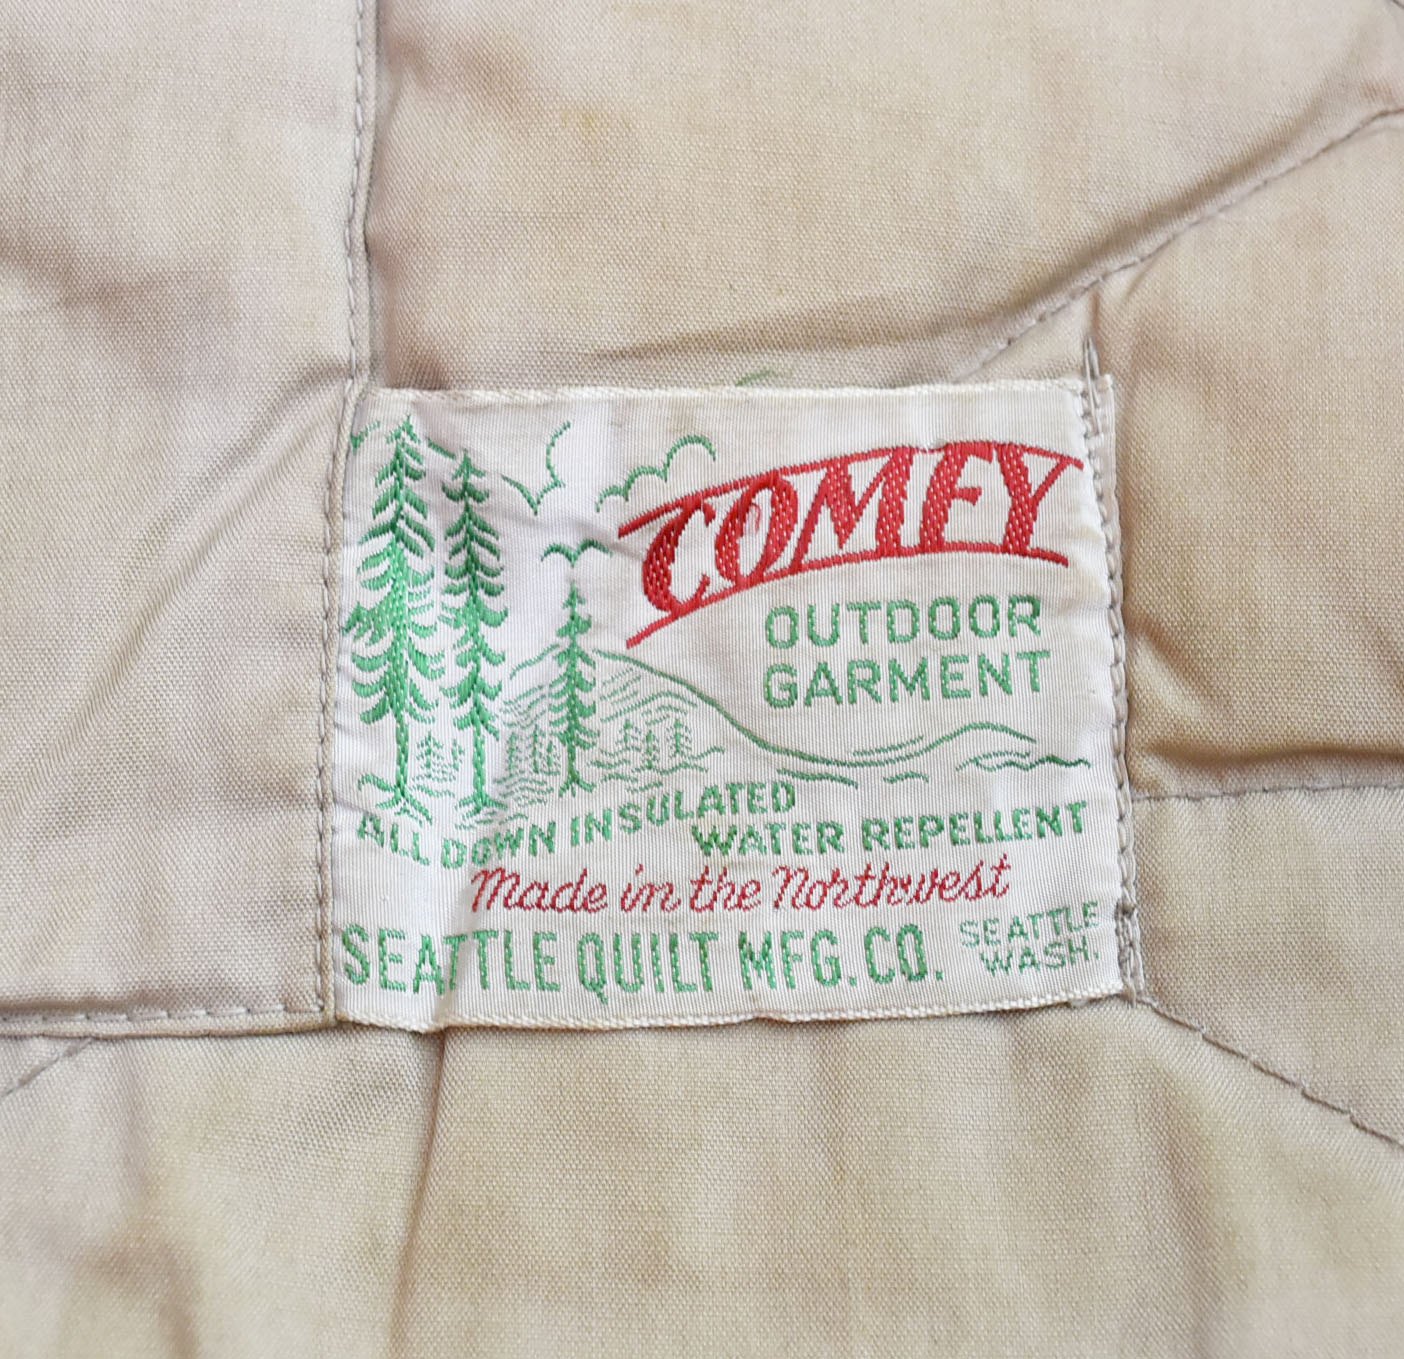 COMFY
OUTDOOR
GARMENT
ALL DOWN INSULATED
WATER REPELLENT
Made in the Northwest
SEATTLE QUILT MFG. CO.
SEATTLE
WASH.